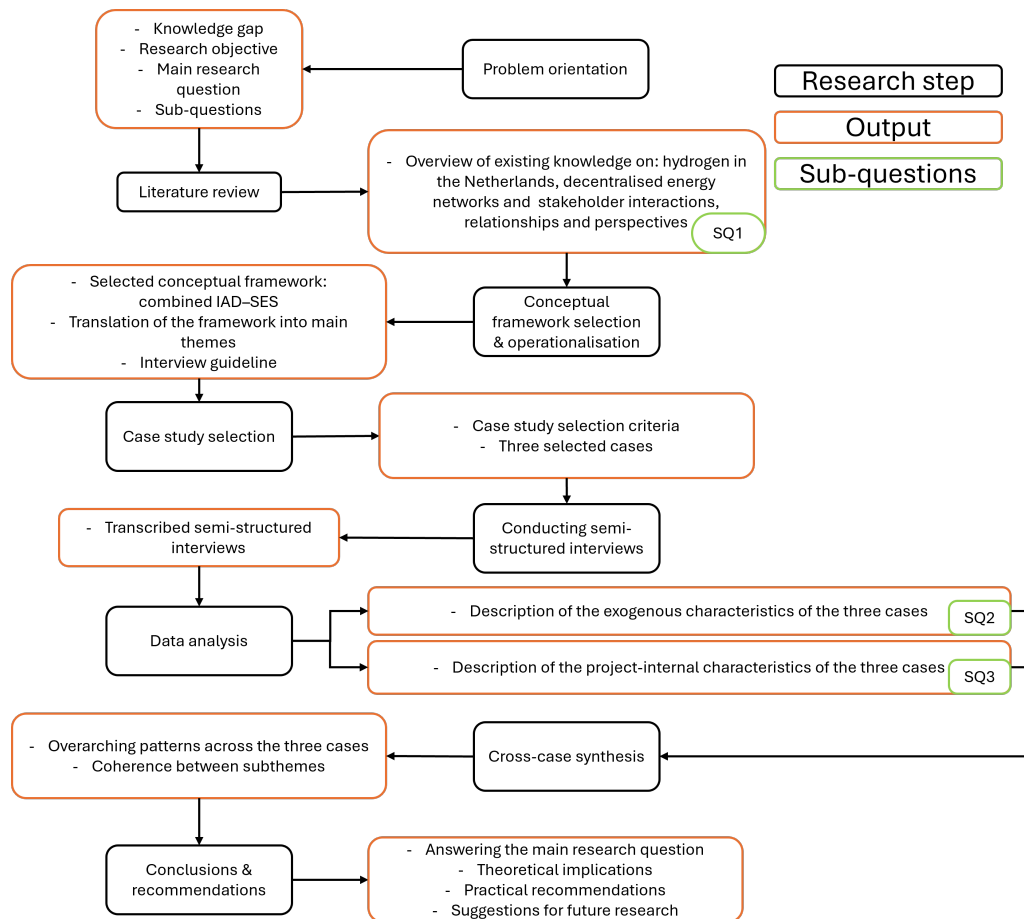 - Knowledge gap
- Research objective
- Main research
question
- Sub-questions
Problem orientation
Research step
Output
Sub-questions
Literature review
- Overview of existing knowledge on: hydrogen in
the Netherlands, decentralised energy
networks and stakeholder interactions,
relationships and perspectives
SQ1
- Selected conceptual framework:
combined IAD–SES
- Translation of the framework into main
themes
- Interview guideline
Conceptual
framework selection
& operationalisation
Case study selection
- Case study selection criteria
- Three selected cases
- Transcribed semi-structured
interviews
Conducting semi-
structured interviews
Data analysis
- Description of the exogenous characteristics of the three cases
SQ2
- Description of the project-internal characteristics of the three cases
SQ3
- Overarching patterns across the three cases
- Coherence between subthemes
Cross-case synthesis
Conclusions &
recommendations
- Answering the main research question
- Theoretical implications
- Practical recommendations
- Suggestions for future research